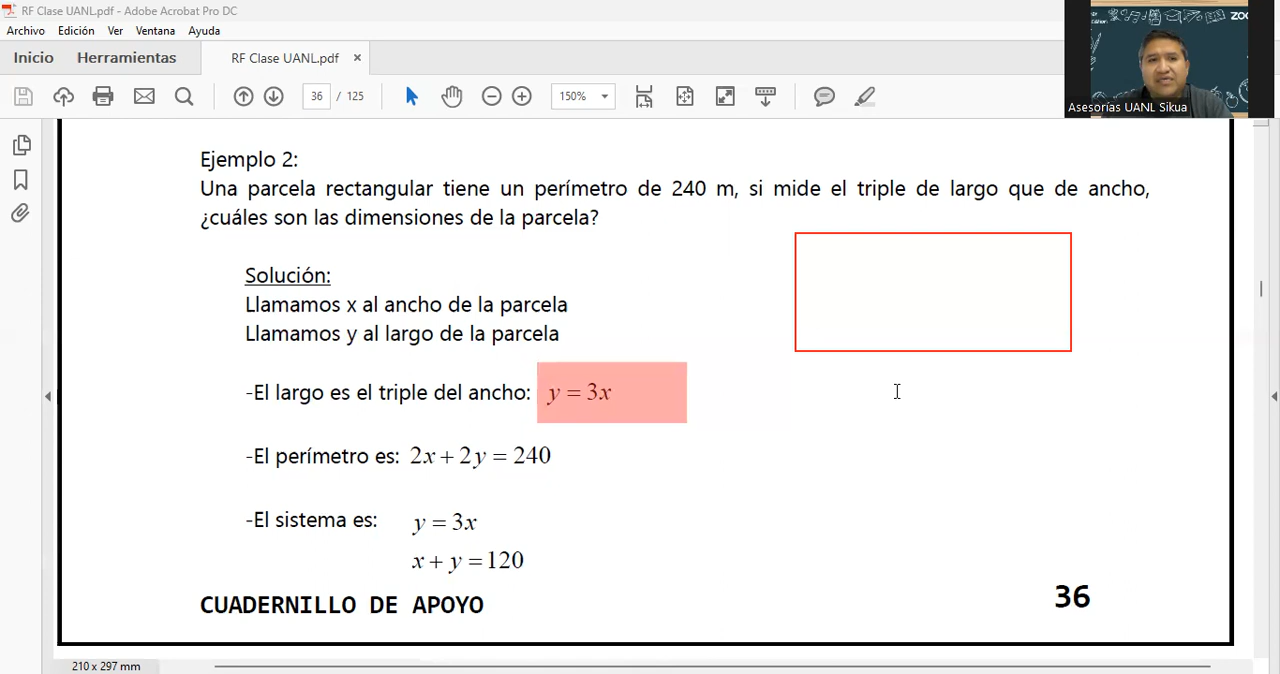 RF Clase UANL.pdf - Adobe Acrobat Pro DC
Archivo Edición Ver Ventana Ayuda
Inicio Herramientas RF Clase UANL.pdf ×
36 / 125 150%
zoo
Asesorías UANL Sikua
Ejemplo 2:
Una parcela rectangular tiene un perímetro de 240 m, si mide el triple de largo que de ancho,
¿cuáles son las dimensiones de la parcela?
Solución:
Llamamos x al ancho de la parcela
Llamamos y al largo de la parcela
-El largo es el triple del ancho: y = 3x
-El perímetro es: 2x + 2y = 240
-El sistema es: y = 3x
x + y = 120
CUADERNILLO DE APOYO 36
210 x 297 mm